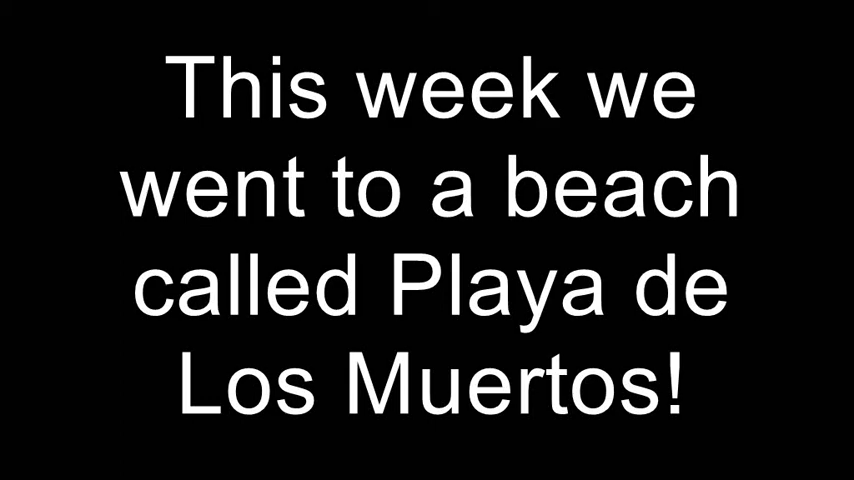 This week we
went to a beach
called Playa de
Los Muertos!